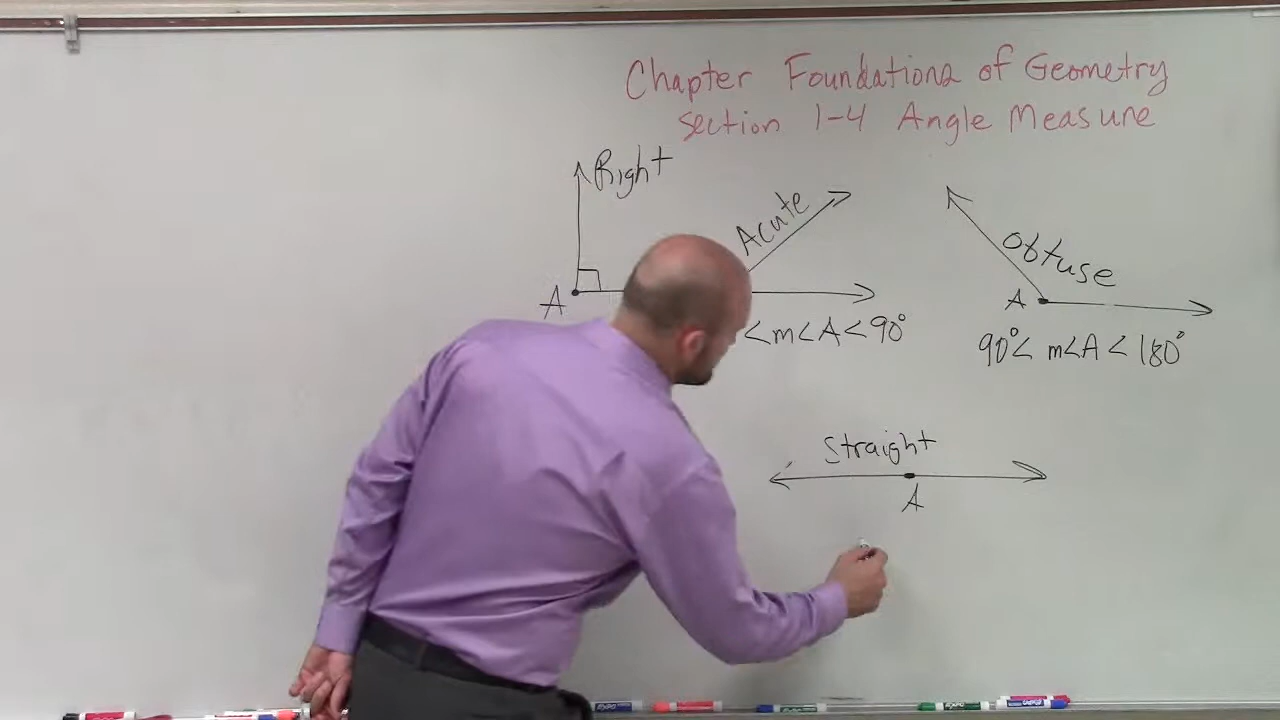 Chapter Foundations of Geometry
section 1-4 Angle Measure
Right
Acute
Obtuse
A
A
<m<A<90°
90°< m<A < 180°
Straight
A